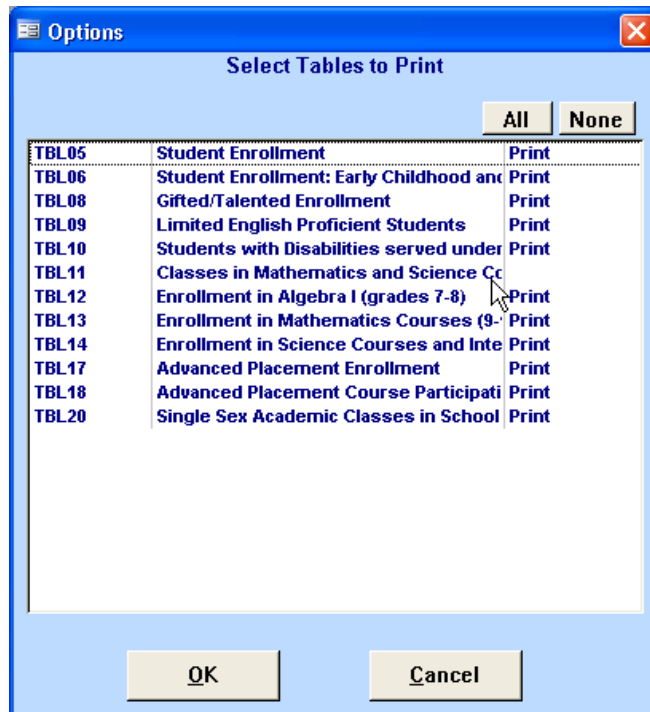 Options
Select Tables to Print
All None
TBL05 Student Enrollment Print
TBL06 Student Enrollment: Early Childhood and Print
TBL08 Gifted/Talented Enrollment Print
TBL09 Limited English Proficient Students Print
TBL10 Students with Disabilities served under Print
TBL11 Classes in Mathematics and Science Co
TBL12 Enrollment in Algebra I (grades 7-8) Print
TBL13 Enrollment in Mathematics Courses (9- Print
TBL14 Enrollment in Science Courses and Inte Print
TBL17 Advanced Placement Enrollment Print
TBL18 Advanced Placement Course Participati Print
TBL20 Single Sex Academic Classes in School Print
OK Cancel